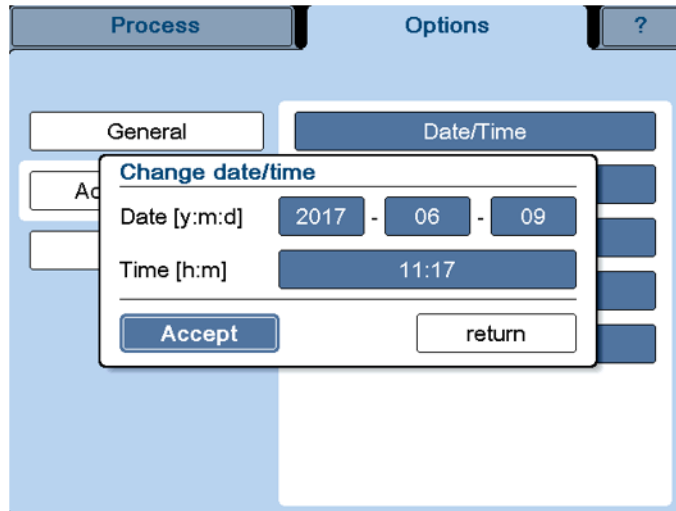 Process Options ?
General Date/Time
Change date/time
Date [y:m:d] 2017 - 06 - 09
Time [h:m] 11:17
Accept return